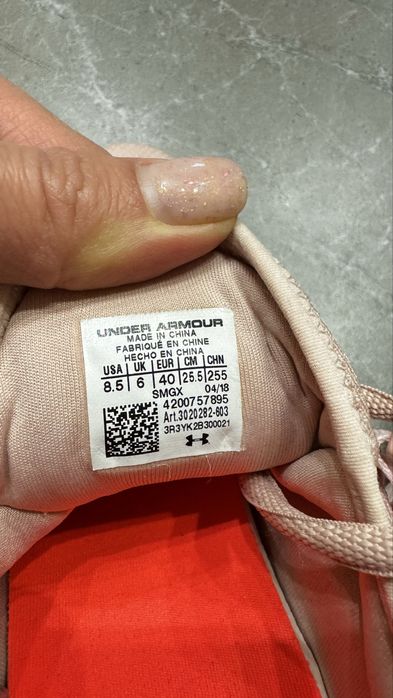 UNDER ARMOUR
MADE IN CHINA
FABRIQUÉ EN CHINE
HECHO EN CHINA
USA UK EUR CM CHN
8.5 6 40 25.5 255
SMGX 04/18
4200757895
Art.3020282-603
3R3YK2B300021